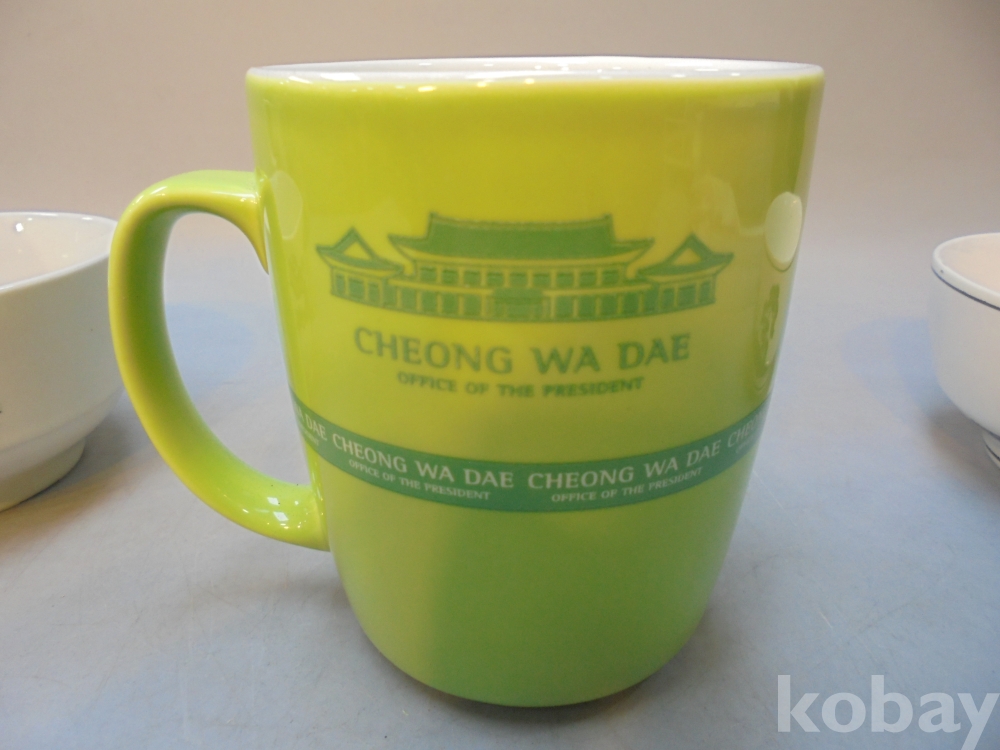 CHEONG WA DAE
OFFICE OF THE PRESIDENT
DAE CHEONG WA DAE CHEONG WA DAE
OFFICE OF THE PRESIDENT OFFICE OF THE PRESIDENT
kobay